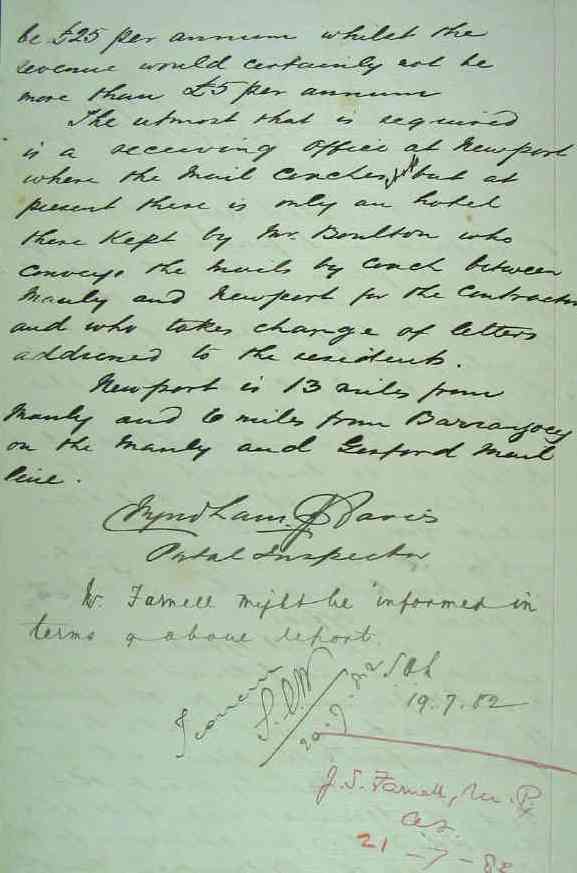 be £25 per annum whilst the
revenue would certainly not be
more than £5 per annum
The utmost that is required
is a receiving office at Newport
where the Mail Coaches, but at
present there is only an hotel
there kept by Mr. Boulton who
conveys the mails by coach between
Manly and Newport for the Contractor
and who takes charge of letters
addressed to the residents.
Newport is 13 miles from
Manly and 6 miles from Barranjoey
on the Manly and Gosford Mail
line.
Wyndham J Davis
Postal Inspector
Mr. Farnell might be informed in
terms of above report.
19.7.82
I concur
20.7
J. S. Farnell, M.P.
21-7-82